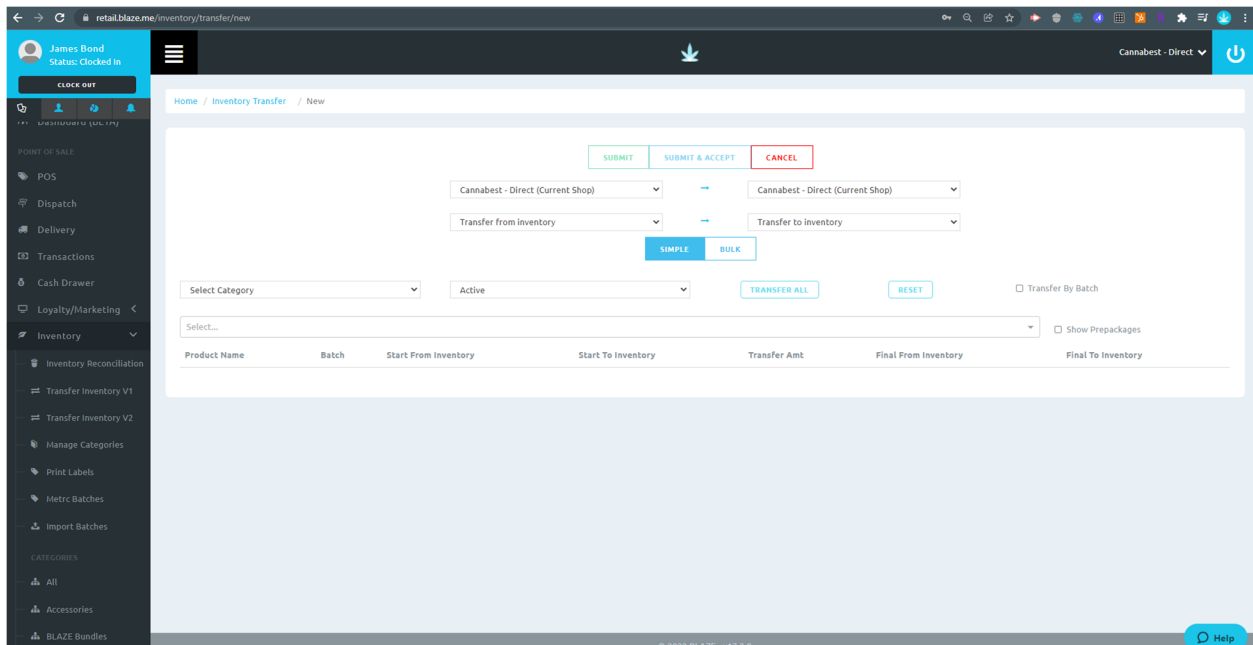 retail.blaze.me/inventory/transfer/new
James Bond
Status: Clocked In
CLOCK OUT
Cannabest - Direct
Dashboard (BETA)
POINT OF SALE
POS
Dispatch
Delivery
Transactions
Cash Drawer
Loyalty/Marketing
Inventory
Inventory Reconciliation
Transfer Inventory V1
Transfer Inventory V2
Manage Categories
Print Labels
Metrc Batches
Import Batches
CATEGORIES
All
Accessories
BLAZE Bundles
Home / Inventory Transfer / New
SUBMIT SUBMIT & ACCEPT CANCEL
Cannabest - Direct (Current Shop) → Cannabest - Direct (Current Shop)
Transfer from inventory → Transfer to inventory
SIMPLE BULK
Select Category Active TRANSFER ALL RESET Transfer By Batch
Select... Show Prepackages
Product Name Batch Start From Inventory Start To Inventory Transfer Amt Final From Inventory Final To Inventory
Help